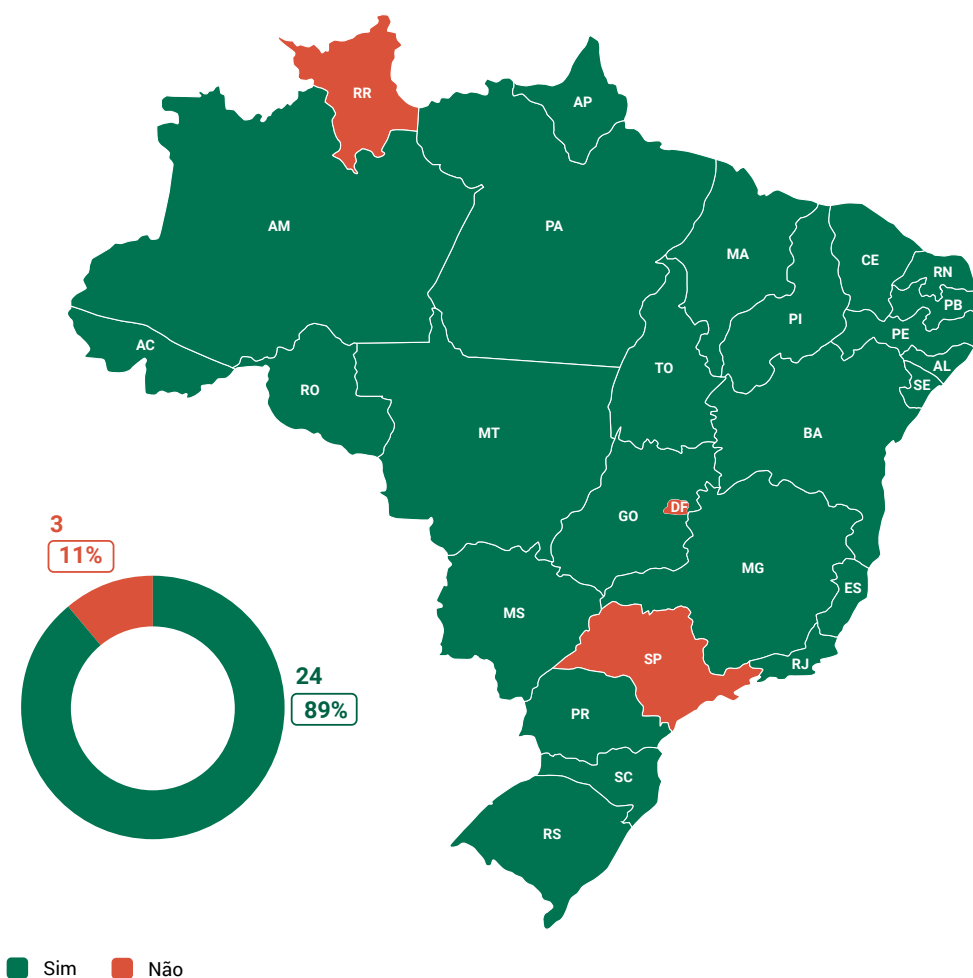 RR
AP
AM
PA
MA
CE
RN
PB
PI
PE
AC
TO
AL
SE
RO
MT
BA
DF
GO
3
11%
MG
ES
MS
SP
RJ
24
89%
PR
SC
RS
Sim
Não